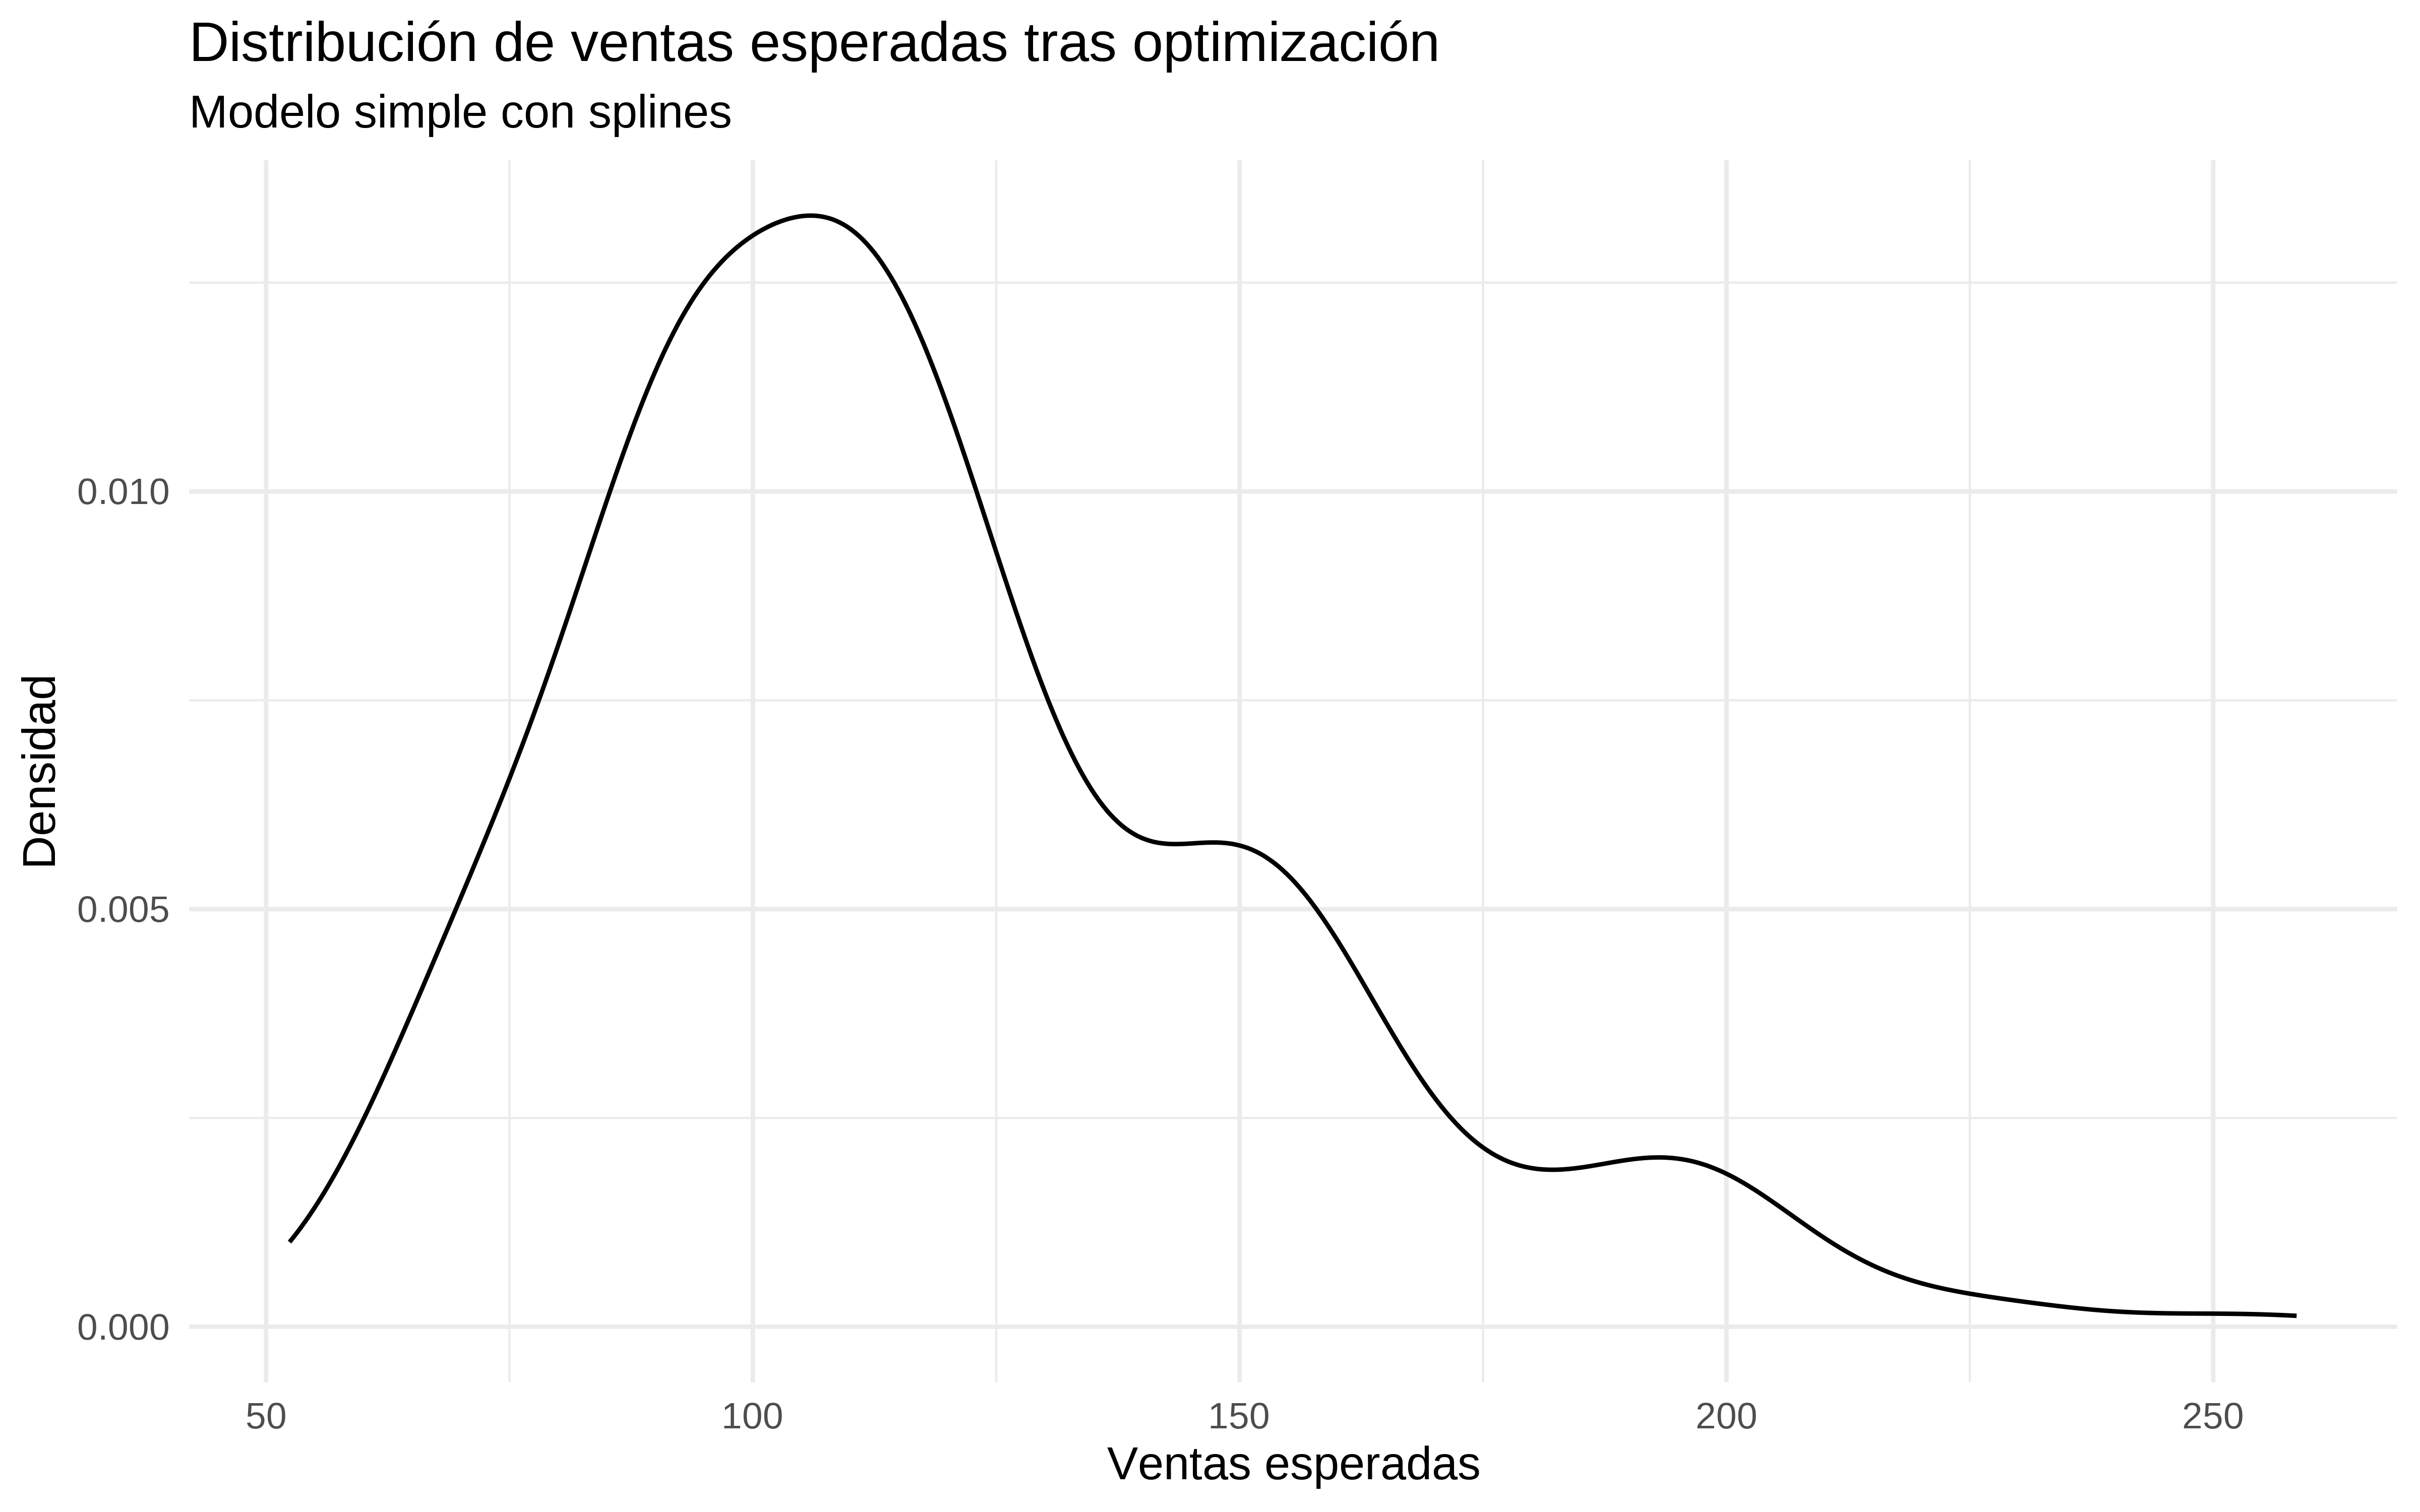 Distribución de ventas esperadas tras optimización
Modelo simple con splines
Densidad
0.010
0.005
0.000
50 100 150 200 250
Ventas esperadas